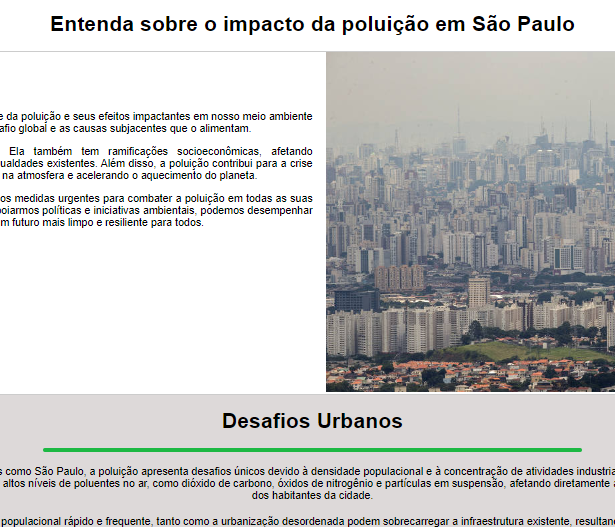 Entenda sobre o impacto da poluição em São Paulo
e da poluição e seus efeitos impactantes em nosso meio ambiente
afio global e as causas subjacentes que o alimentam.
Ela também tem ramificações socioeconômicas, afetando
ualdades existentes. Além disso, a poluição contribui para a crise
na atmosfera e acelerando o aquecimento do planeta.
os medidas urgentes para combater a poluição em todas as suas
poiarmos políticas e iniciativas ambientais, podemos desempenhar
m futuro mais limpo e resiliente para todos.
Desafios Urbanos
s como São Paulo, a poluição apresenta desafios únicos devido à densidade populacional e à concentração de atividades industria
altos níveis de poluentes no ar, como dióxido de carbono, óxidos de nitrogênio e partículas em suspensão, afetando diretamente a
dos habitantes da cidade.
populacional rápido e frequente, tanto como a urbanização desordenada podem sobrecarregar a infraestrutura existente, resultan